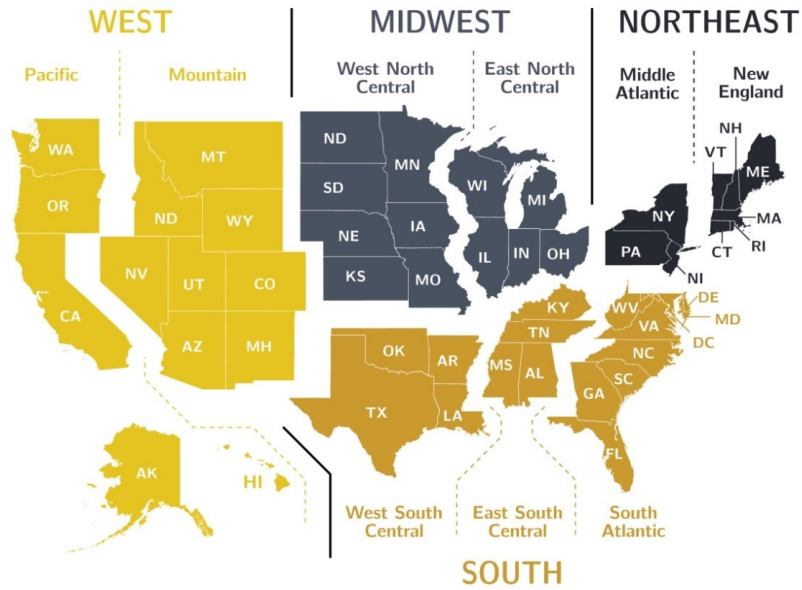 WEST
MIDWEST
NORTHEAST
Pacific
Mountain
West North
Central
East North
Central
Middle
Atlantic
New
England
WA
OR
CA
MT
ND
WY
NV
UT
CO
AZ
MH
AK
HI
ND
SD
NE
KS
MN
IA
MO
WI
MI
IL
IN
OH
NY
PA
NI
NH
VT
ME
MA
RI
CT
OK
AR
TX
LA
KY
TN
MS
AL
WV
VA
NC
SC
GA
FL
DE
MD
DC
West South
Central
East South
Central
South
Atlantic
SOUTH